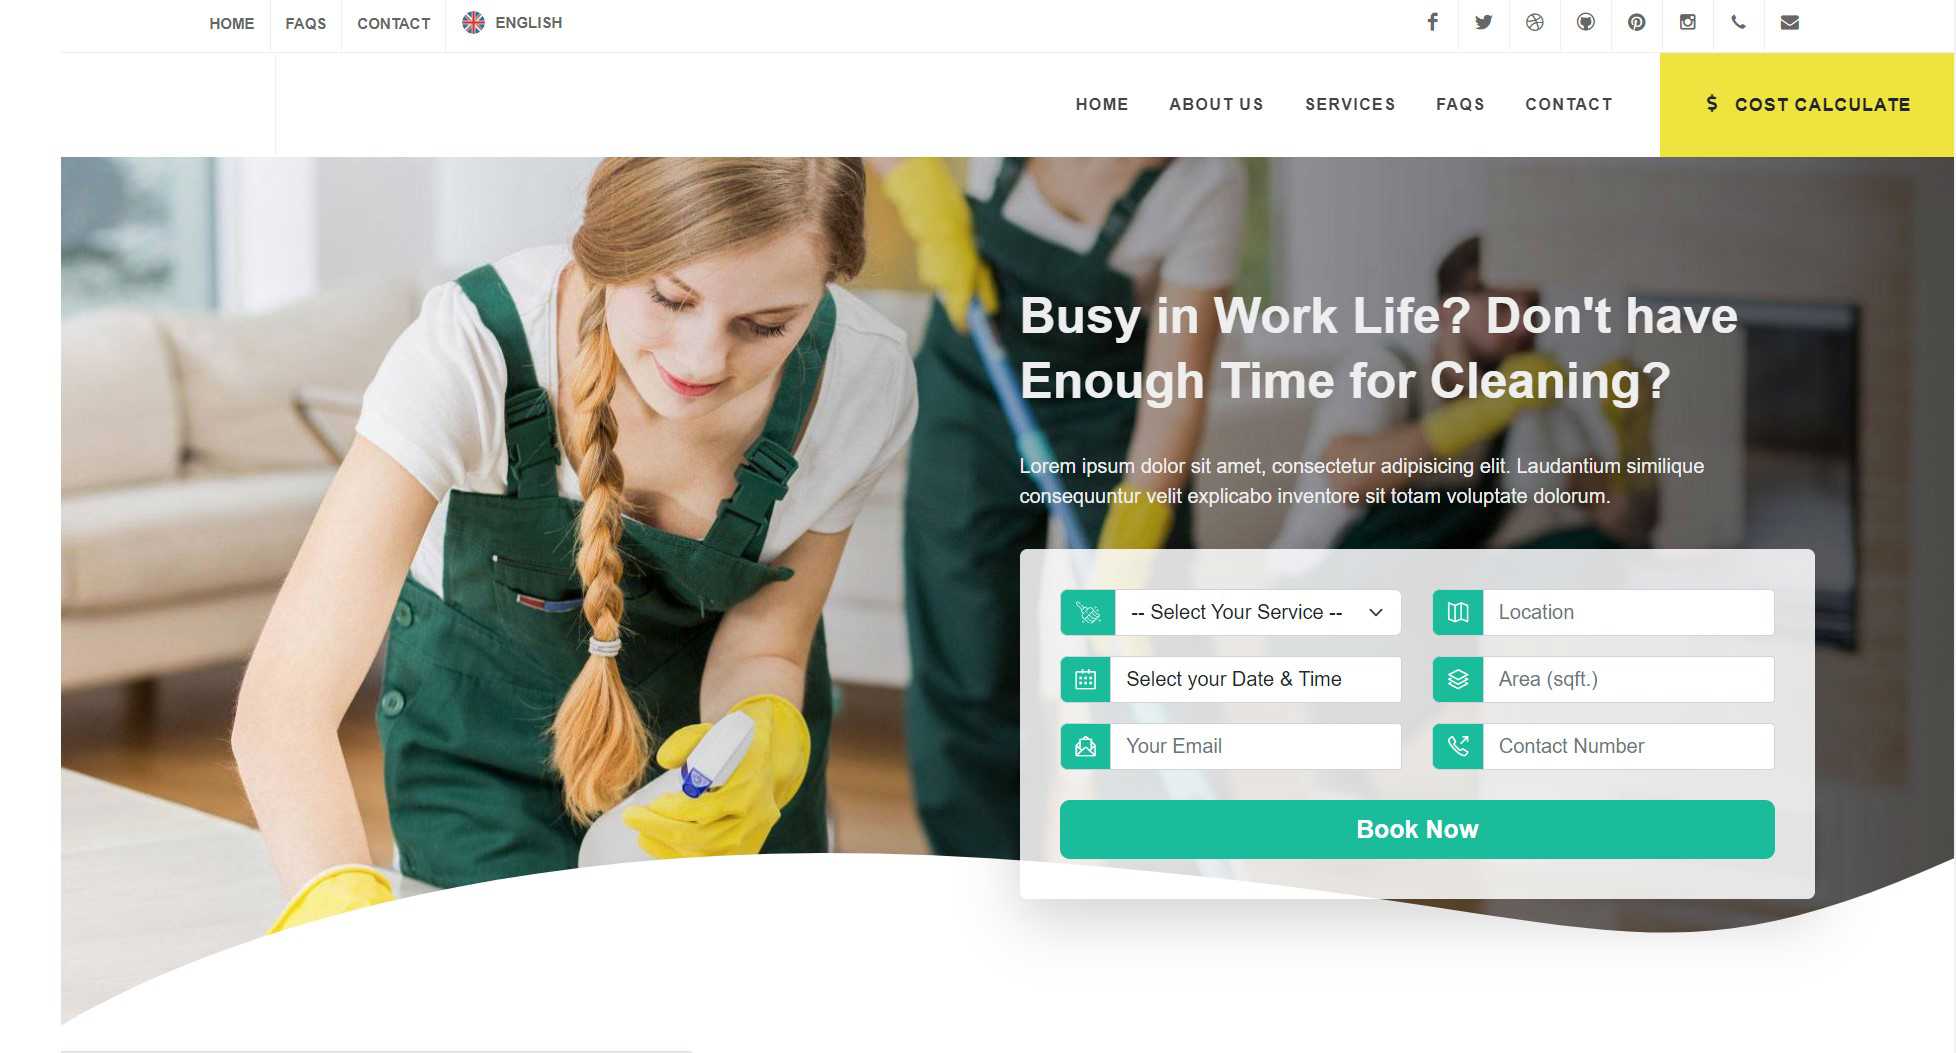 HOME FAQS CONTACT ENGLISH
HOME ABOUT US SERVICES FAQS CONTACT $ COST CALCULATE
Busy in Work Life? Don't have
Enough Time for Cleaning?
Lorem ipsum dolor sit amet, consectetur adipisicing elit. Laudantium similique
consequuntur velit explicabo inventore sit totam voluptate dolorum.
-- Select Your Service -- Location
Select your Date & Time Area (sqft.)
Your Email Contact Number
Book Now